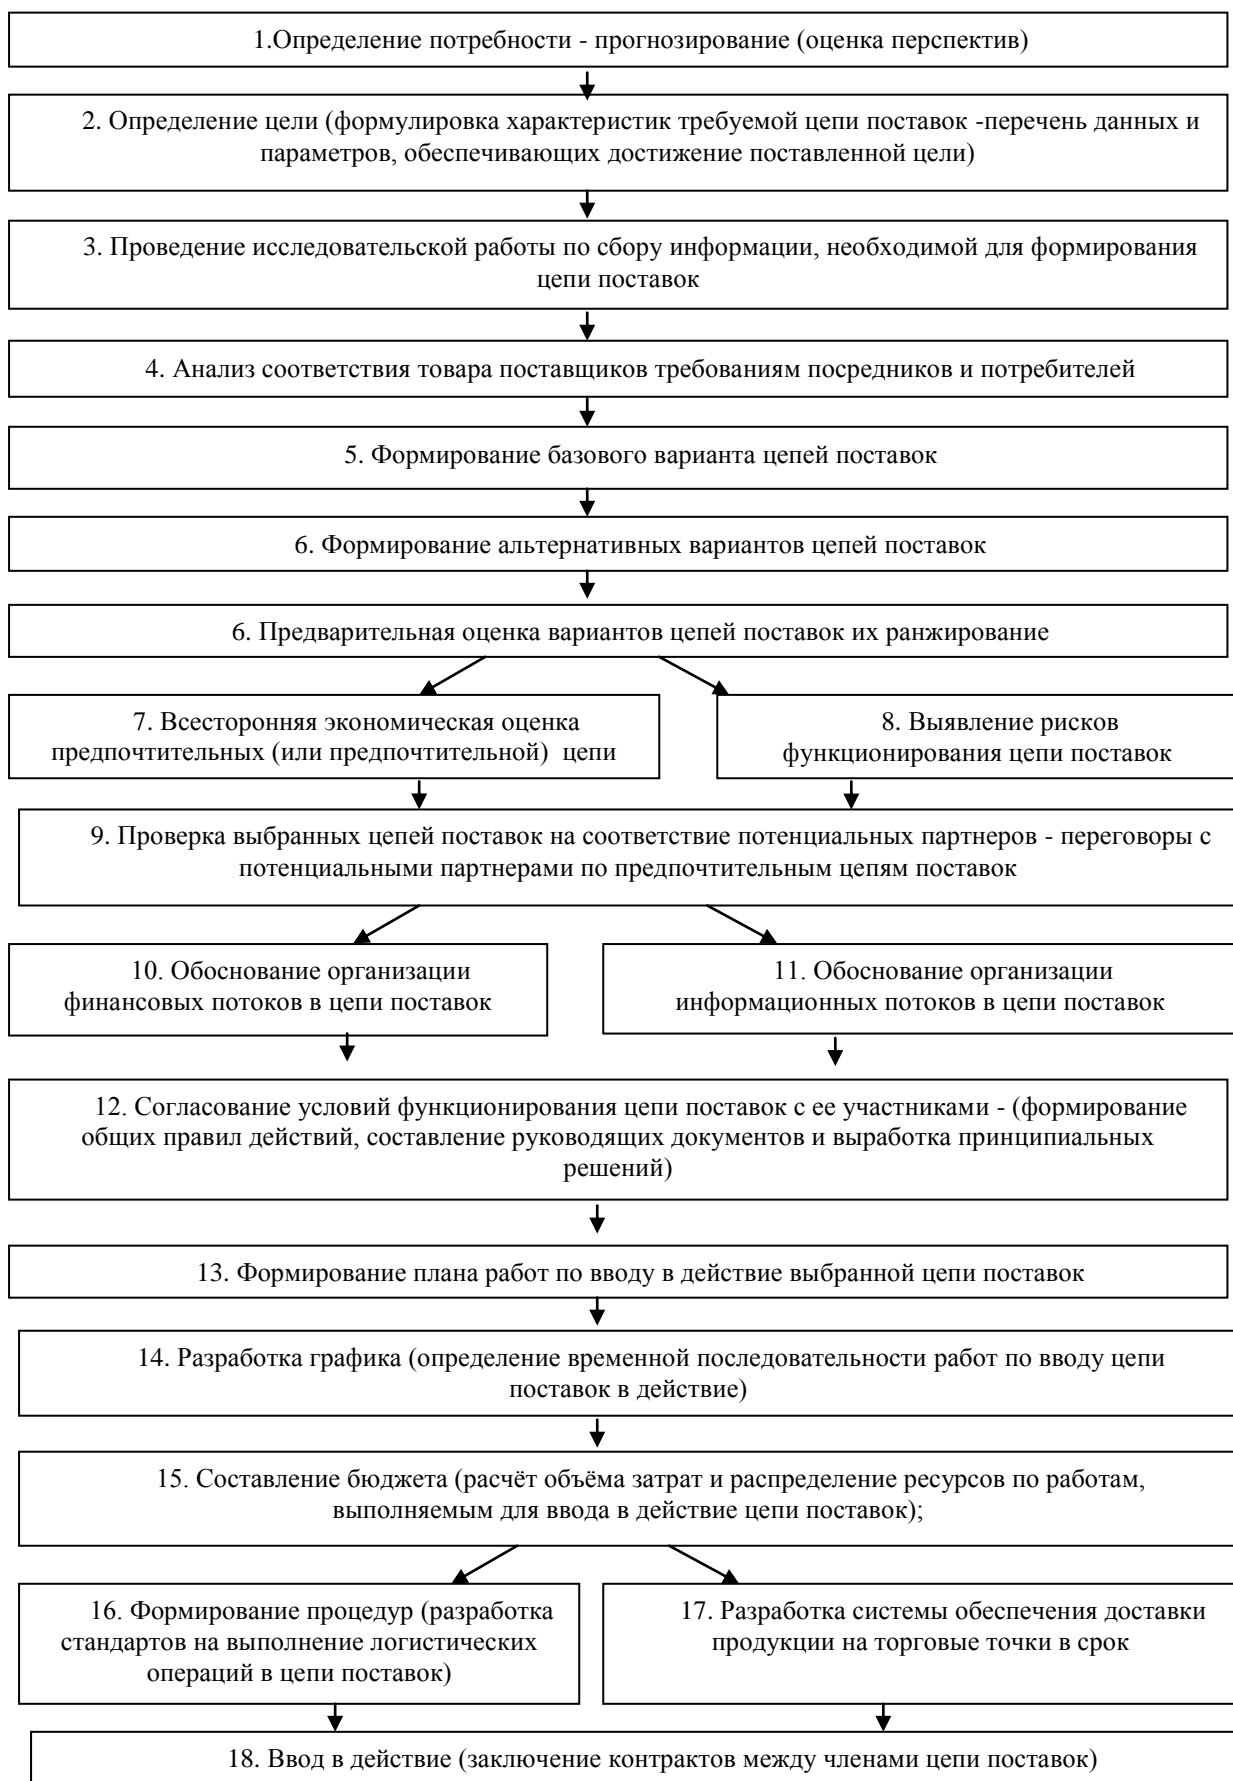 1.Определение потребности - прогнозирование (оценка перспектив)
2. Определение цели (формулировка характеристик требуемой цепи поставок -перечень данных и
параметров, обеспечивающих достижение поставленной цели)
3. Проведение исследовательской работы по сбору информации, необходимой для формирования
цепи поставок
4. Анализ соответствия товара поставщиков требованиям посредников и потребителей
5. Формирование базового варианта цепей поставок
6. Формирование альтернативных вариантов цепей поставок
6. Предварительная оценка вариантов цепей поставок их ранжирование
7. Всесторонняя экономическая оценка
предпочтительных (или предпочтительной) цепи
8. Выявление рисков
функционирования цепи поставок
9. Проверка выбранных цепей поставок на соответствие потенциальных партнеров - переговоры с
потенциальными партнерами по предпочтительным цепям поставок
10. Обоснование организации
финансовых потоков в цепи поставок
11. Обоснование организации
информационных потоков в цепи поставок
12. Согласование условий функционирования цепи поставок с ее участниками - (формирование
общих правил действий, составление руководящих документов и выработка принципиальных
решений)
13. Формирование плана работ по вводу в действие выбранной цепи поставок
14. Разработка графика (определение временной последовательности работ по вводу цепи
поставок в действие)
15. Составление бюджета (расчёт объёма затрат и распределение ресурсов по работам,
выполняемым для ввода в действие цепи поставок);
16. Формирование процедур (разработка
стандартов на выполнение логистических
операций в цепи поставок)
17. Разработка системы обеспечения доставки
продукции на торговые точки в срок
18. Ввод в действие (заключение контрактов между членами цепи поставок)